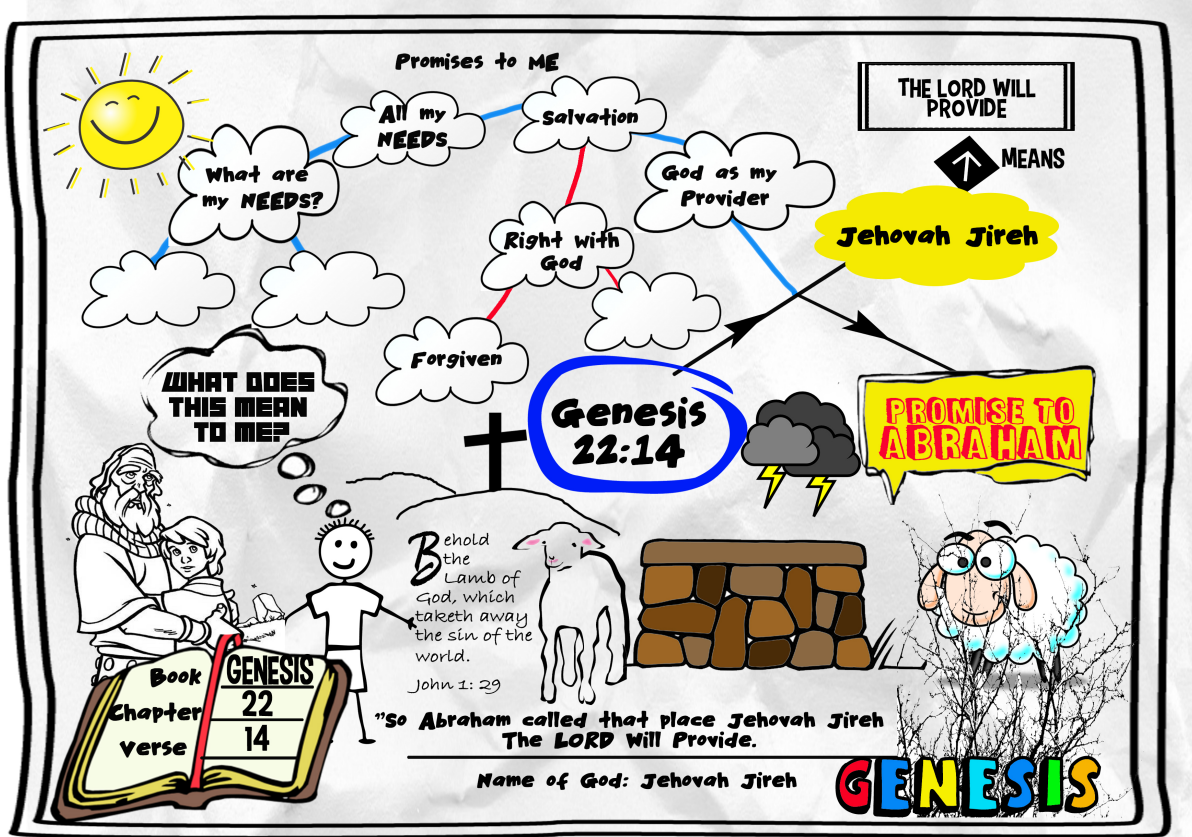 Promises to ME
All my
NEEDS
Salvation
What are
my NEEDS?
God as my
Provider
Right with
God
Forgiven
THE LORD WILL
PROVIDE
MEANS
Jehovah Jireh
WHAT DOES
THIS MEAN
TO ME?
Genesis
22:14
PROMISE TO
ABRAHAM
Behold
the
Lamb of
God, which
taketh away
the sin of the
world.
John 1: 29
Book GENESIS
Chapter 22
verse 14
"So Abraham called that place Jehovah Jireh
The LORD Will Provide.
Name of God: Jehovah Jireh
GENESIS